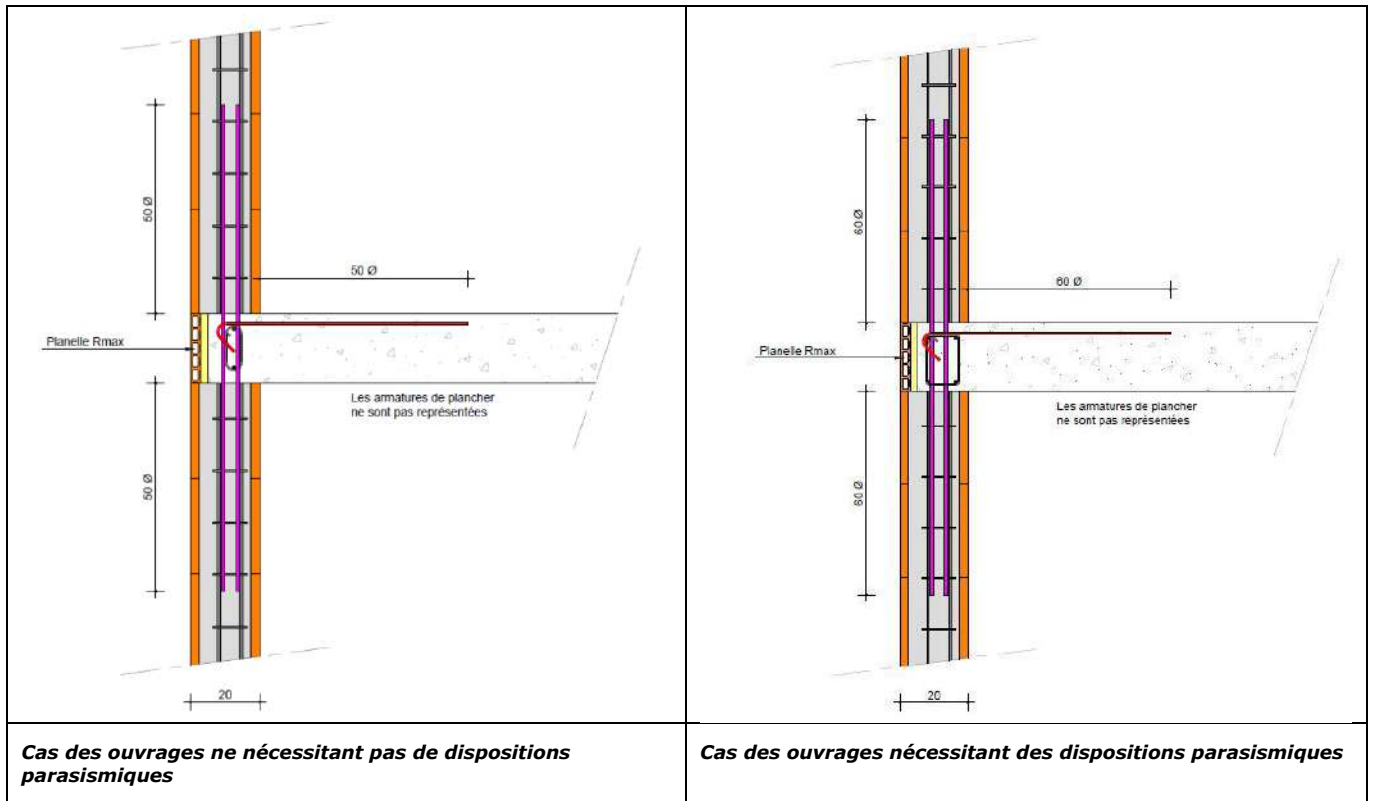 50 Ø
50 Ø
Planelle Rmax
Les armatures de plancher
ne sont pas représentées
50 Ø
20
Cas des ouvrages ne nécessitant pas de dispositions
parasismiques
60 Ø
60 Ø
Planelle Rmax
Les armatures de plancher
ne sont pas représentées
60 Ø
20
Cas des ouvrages nécessitant des dispositions parasismiques